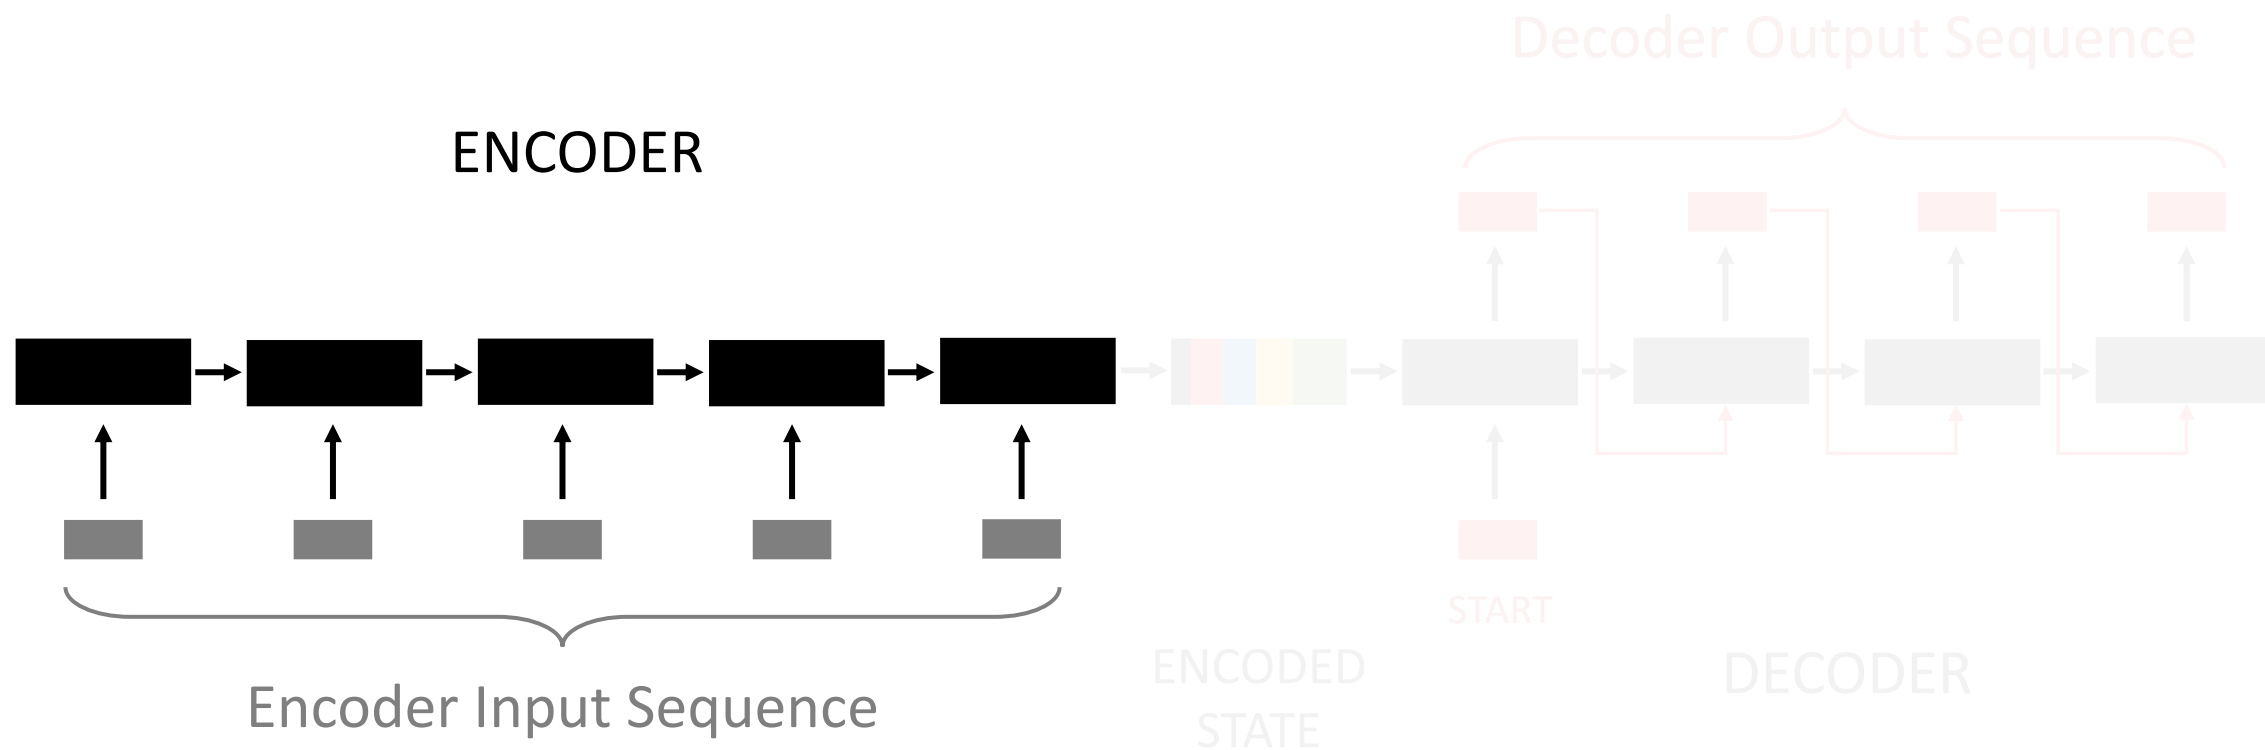 Decoder Output Sequence
ENCODER
START
ENCODED
STATE
DECODER
Encoder Input Sequence